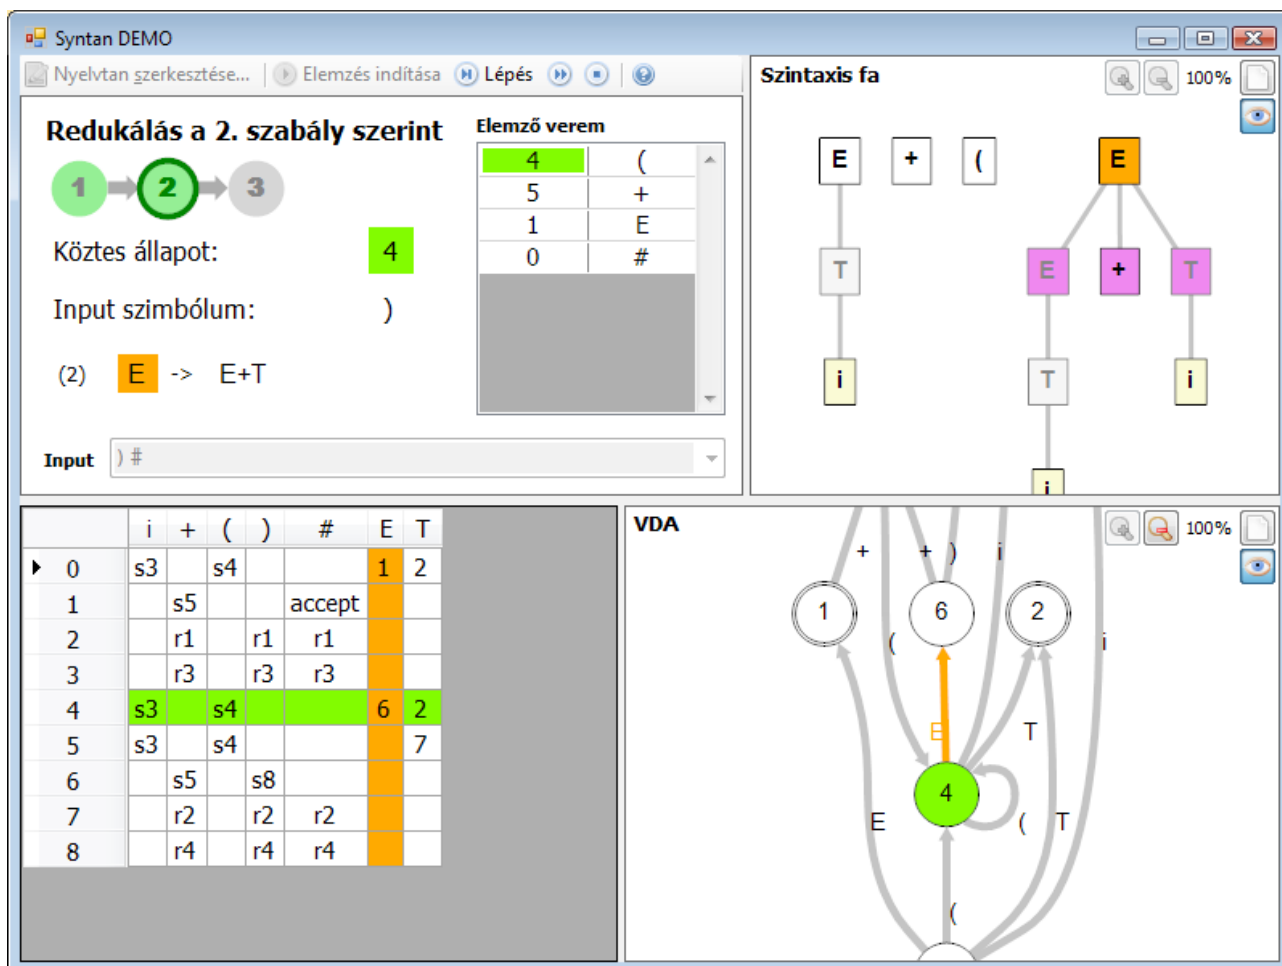 Syntan DEMO
Nyelvtan szerkesztése... Elemzés indítása Lépés
Redukálás a 2. szabály szerint
1 2 3
Köztes állapot: 4
Input szimbólum: )
(2) E -> E+T
Elemző verem
4 (
5 +
1 E
0 #
Input ) #
Szintaxis fa 100%
E + ( E
T E + T
i T i
i
i + ( ) # E T
0 s3 s4 1 2
1 s5 accept
2 r1 r1 r1
3 r3 r3 r3
4 s3 s4 6 2
5 s3 s4 7
6 s5 s8
7 r2 r2 r2
8 r4 r4 r4
VDA 100%
+ + ) i
1 6 2
( i
E T
4
E ( T
(